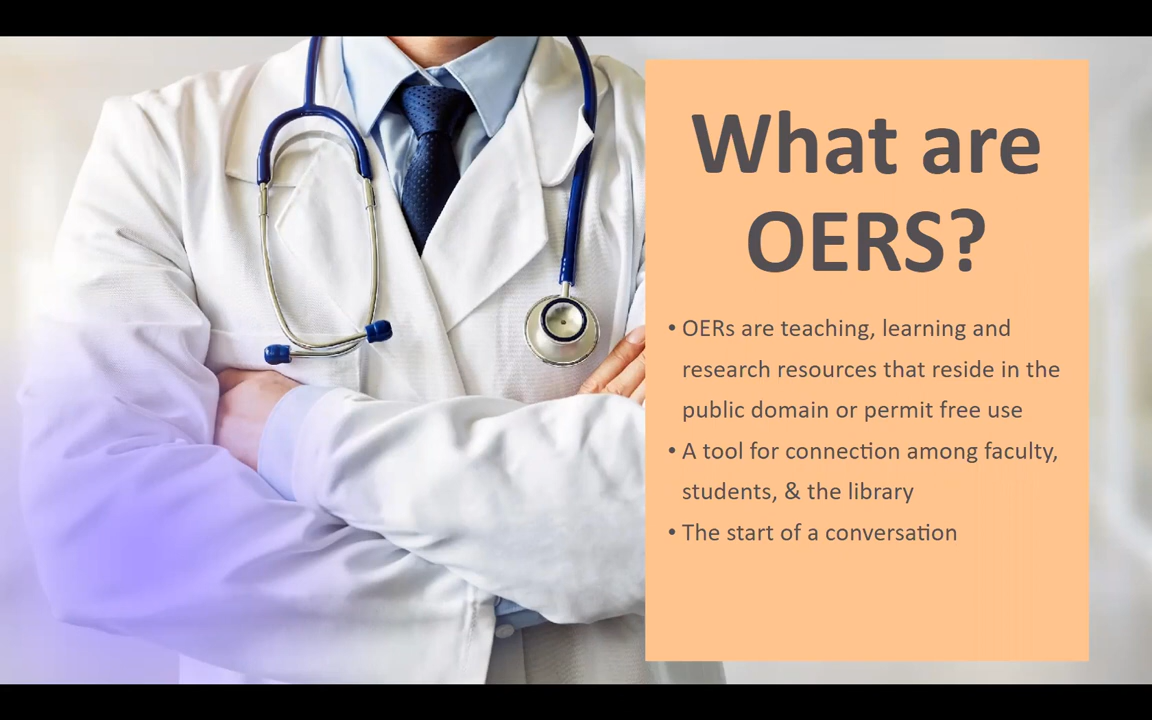 What are
OERS?
• OERs are teaching, learning and
research resources that reside in the
public domain or permit free use
• A tool for connection among faculty,
students, & the library
• The start of a conversation